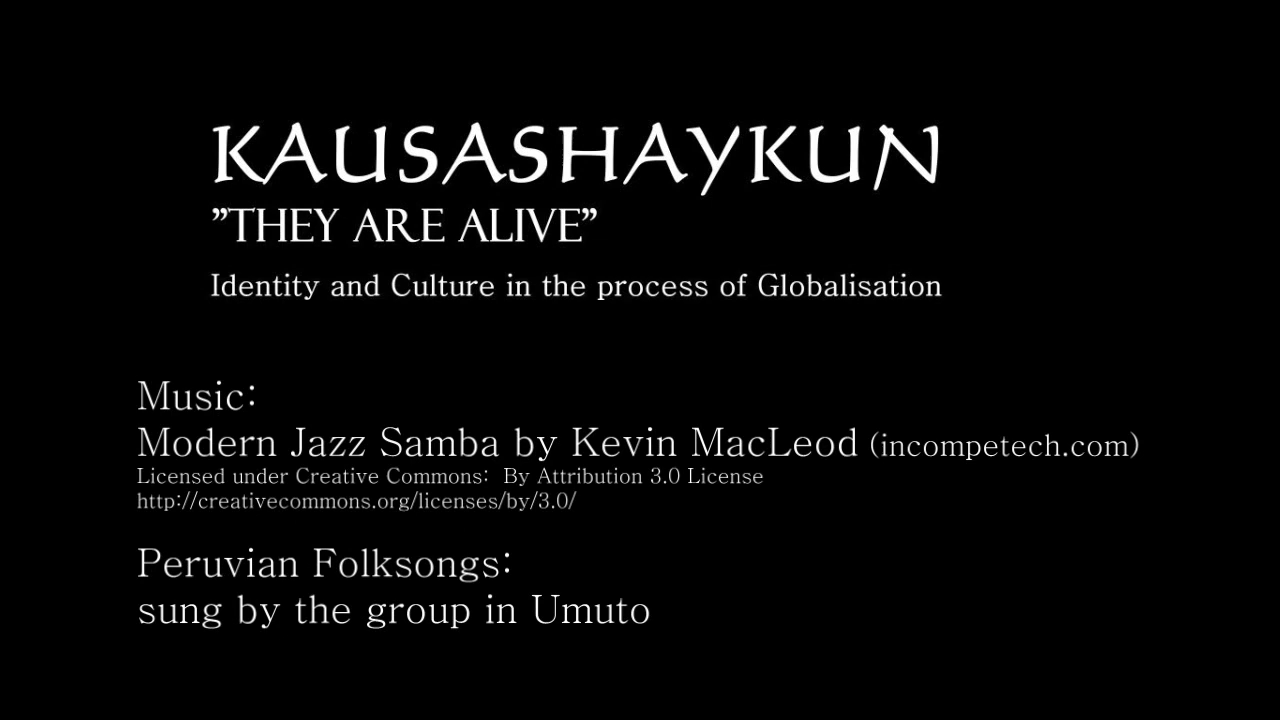 KAUSASHAYKUN
"THEY ARE ALIVE"
Identity and Culture in the process of Globalisation
Music:
Modern Jazz Samba by Kevin MacLeod (incompetech.com)
Licensed under Creative Commons:  By Attribution 3.0 License
http://creativecommons.org/licenses/by/3.0/
Peruvian Folksongs:
sung by the group in Umuto